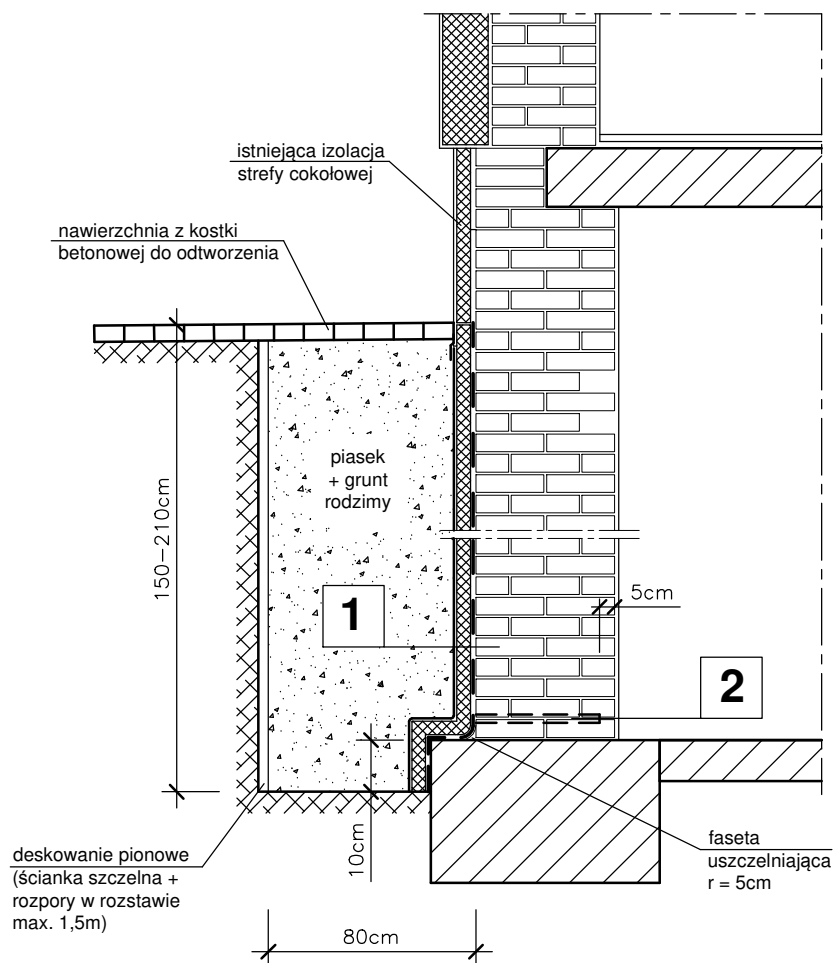 istniejąca izolacja
strefy cokołowej
nawierzchnia z kostki
betonowej do odtworzenia
piasek
+ grunt
rodzimy
150-210cm
1
5cm
2
10cm
deskowanie pionowe
(ścianka szczelna +
rozpory w rozstawie
max. 1,5m)
faseta
uszczelniająca
r = 5cm
80cm